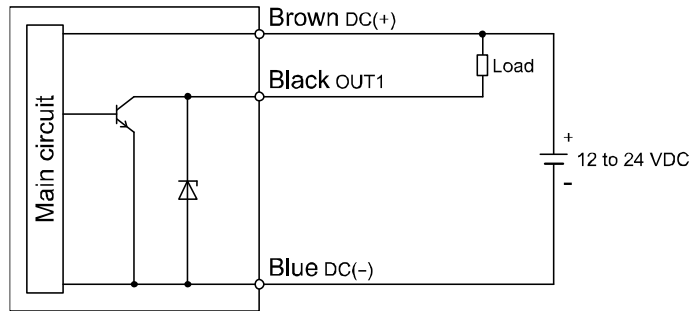 Brown DC(+)
Load
Black OUT1
Main circuit
+
12 to 24 VDC
-
Blue DC(−)